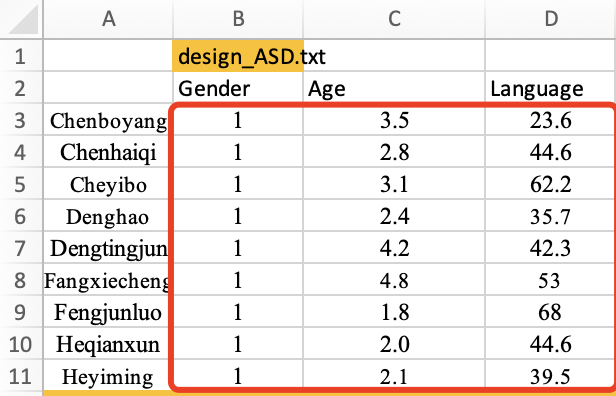 A B C D
1 design_ASD.txt
2 Gender Age Language
3 Chenboyang 1 3.5 23.6
4 Chenhaiqi 1 2.8 44.6
5 Cheyibo 1 3.1 62.2
6 Denghao 1 2.4 35.7
7 Dengtingjun 1 4.2 42.3
8 Fangxiecheng 1 4.8 53
9 Fengjunluo 1 1.8 68
10 Heqianxun 1 2.0 44.6
11 Heyiming 1 2.1 39.5